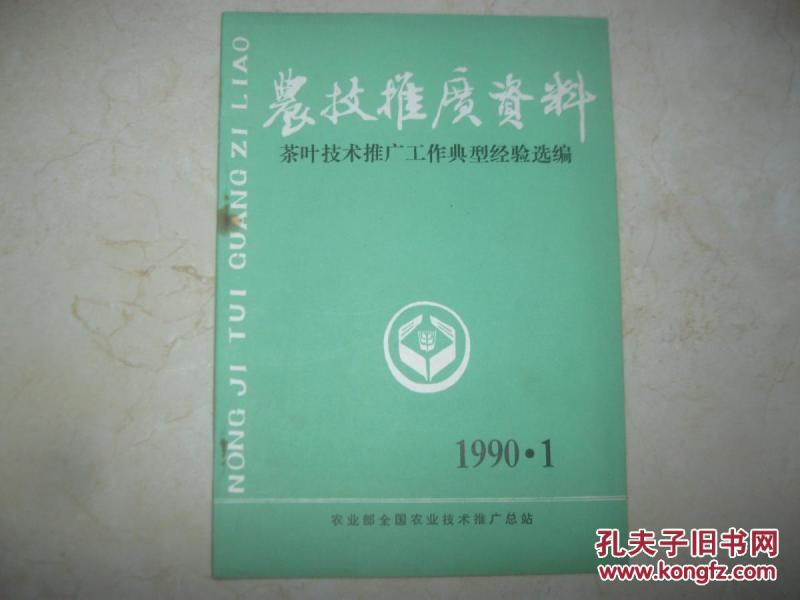 農技推廣資料
茶叶技术推广工作典型经验选编
NONG JI TUI GUANG ZI LIAO
1990·1
农业部全国农业技术推广总站
孔夫子旧书网
www.kongfz.com